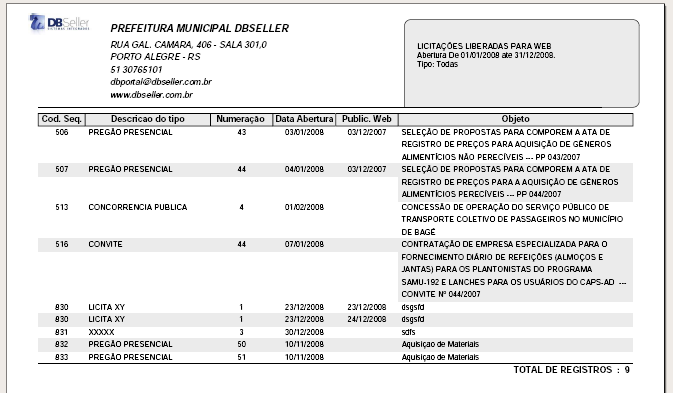 DBSeller
PREFEITURA MUNICIPAL DBSELLER
RUA GAL. CAMARA, 406 - SALA 301,0
PORTO ALEGRE - RS
51 30765101
dbportal@dbseller.com.br
www.dbseller.com.br
LICITAÇÕES LIBERADAS PARA WEB
Abertura De 01/01/2008 ate 31/12/2008.
Tipo: Todas
Cod. Seq. Descricao do tipo Numeração Data Abertura Public. Web Objeto
506 PREGÃO PRESENCIAL 43 03/01/2008 03/12/2007 SELEÇÃO DE PROPOSTAS PARA COMPOREM A ATA DE
REGISTRO DE PREÇOS PARA AQUISIÇÃO DE GÊNEROS
ALIMENTÍCIOS NÃO PERECÍVEIS --- PP 043/2007
507 PREGÃO PRESENCIAL 44 04/01/2008 03/12/2007 SELEÇÃO DE PROPOSTAS PARA COMPOREM A ATA DE
REGISTRO DE PREÇOS PARA A AQUISIÇÃO DE GÊNEROS
ALIMENTÍCIOS PERECÍVEIS --- PP 044/2007
513 CONCORRENCIA PUBLICA 4 01/02/2008 CONCESSÃO DE OPERAÇÃO DO SERVIÇO PÚBLICO DE
TRANSPORTE COLETIVO DE PASSAGEIROS NO MUNICÍPIO
DE BAGÉ
516 CONVITE 44 07/01/2008 CONTRATAÇÃO DE EMPRESA ESPECIALIZADA PARA O
FORNECIMENTO DIÁRIO DE REFEIÇÕES (ALMOÇOS E
JANTAS) PARA OS PLANTONISTAS DO PROGRAMA
SAMU-192 E LANCHES PARA OS USUÁRIOS DO CAPS-AD ---
CONVITE Nº 044/2007
830 LICITA XY 1 23/12/2008 23/12/2008 dsgsfd
830 LICITA XY 1 23/12/2008 24/12/2008 dsgsfd
831 XXXXX 3 30/12/2008 sdfs
832 PREGÃO PRESENCIAL 50 10/11/2008 Aquisiçao de Materiais
833 PREGÃO PRESENCIAL 51 10/11/2008 Aquisiçao de Materiais
TOTAL DE REGISTROS : 9